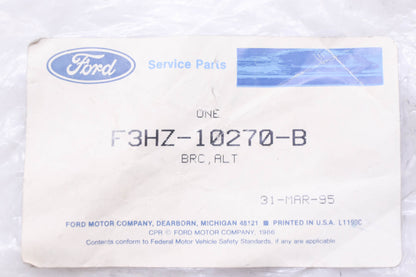 Ford Service Parts
ONE
F3HZ-10270-B
BRC, ALT
31-MAR-95
FORD MOTOR COMPANY, DEARBORN, MICHIGAN 48121 ■ PRINTED IN U.S.A. L1190C
CPR © FORD MOTOR COMPANY, 1986
Contents conform to Federal Motor Vehicle Safety Standards, if any are applicable